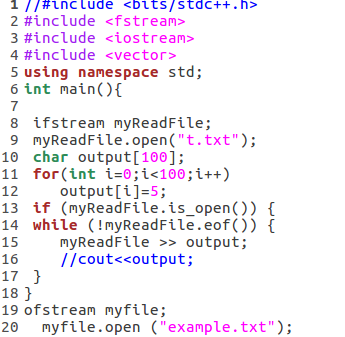 1 //#include <bits/stdc++.h>
2 #include <fstream>
3 #include <iostream>
4 #include <vector>
5 using namespace std;
6 int main(){
7
8  ifstream myReadFile;
9  myReadFile.open("t.txt");
10  char output[100];
11  for(int i=0;i<100;i++)
12     output[i]=5;
13  if (myReadFile.is_open()) {
14  while (!myReadFile.eof()) {
15     myReadFile >> output;
16     //cout<<output;
17  }
18 }
19 ofstream myfile;
20   myfile.open ("example.txt");